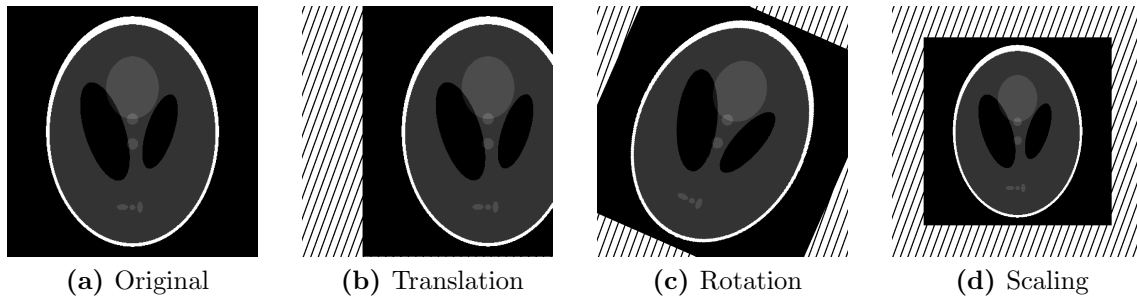 (a) Original
(b) Translation
(c) Rotation
(d) Scaling